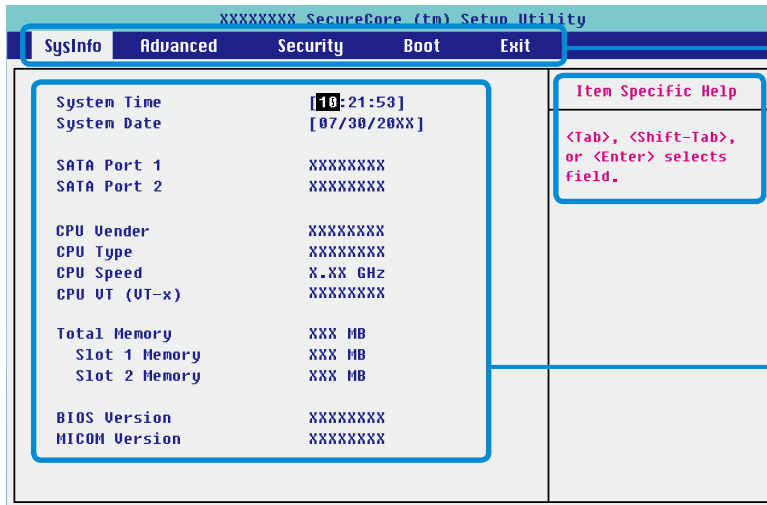 XXXXXXXX SecureCore (tm) Setup Utility
SysInfo Advanced Security Boot Exit
System Time [10:21:53]
System Date [07/30/20XX]
SATA Port 1 XXXXXXXX
SATA Port 2 XXXXXXXX
CPU Vender XXXXXXXX
CPU Type XXXXXXXX
CPU Speed X.XX GHz
CPU VT (VT-x) XXXXXXXX
Total Memory XXX MB
Slot 1 Memory XXX MB
Slot 2 Memory XXX MB
BIOS Version XXXXXXXX
MICOM Version XXXXXXXX
Item Specific Help
<Tab>, <Shift-Tab>,
or <Enter> selects
field.